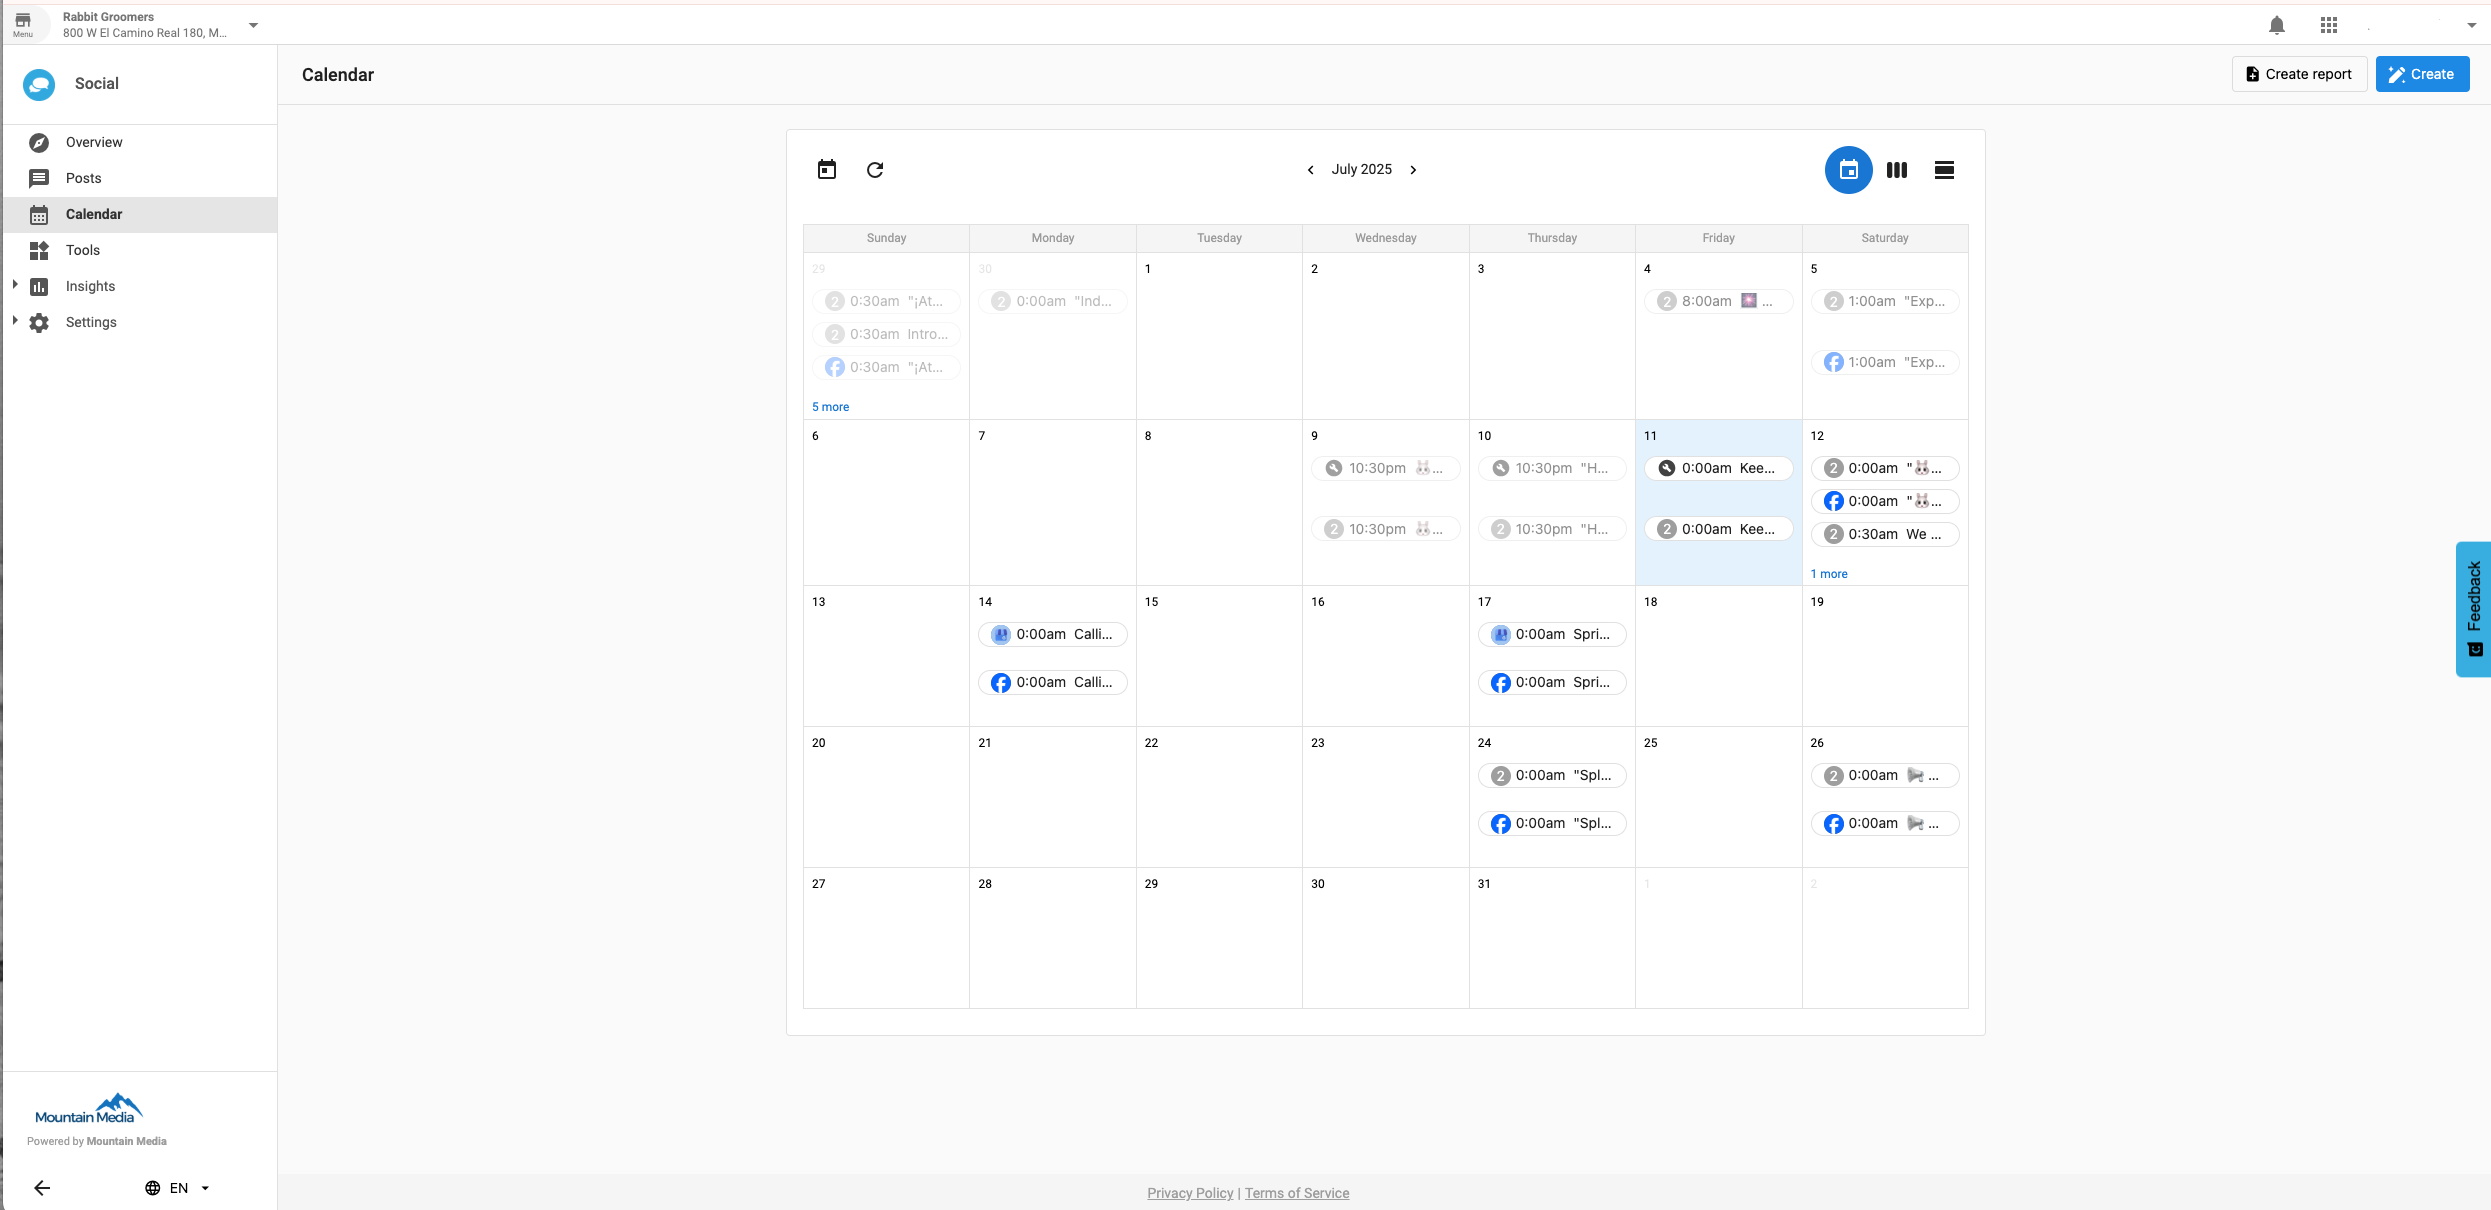 Rabbit Groomers
800 W El Camino Real 180, M...
Menu
Social
Overview
Posts
Calendar
Tools
Insights
Settings
Mountain Media
Powered by Mountain Media
EN
Calendar
Create report
Create
July 2025
Sunday Monday Tuesday Wednesday Thursday Friday Saturday
29 30 1 2 3 4 5
2 0:30am "¡At...
2 0:30am Intro...
0:30am "¡At...
5 more
2 0:00am "Ind...
2 8:00am ...
2 1:00am "Exp...
1:00am "Exp...
6 7 8 9 10 11 12
10:30pm ...
2 10:30pm ...
10:30pm "H...
2 10:30pm "H...
0:00am Kee...
2 0:00am Kee...
2 0:00am "...
0:00am "...
2 0:30am We ...
1 more
13 14 15 16 17 18 19
0:00am Calli...
0:00am Calli...
0:00am Spri...
0:00am Spri...
20 21 22 23 24 25 26
2 0:00am "Spl...
0:00am "Spl...
2 0:00am ...
0:00am ...
27 28 29 30 31 1 2
Feedback
Privacy Policy | Terms of Service